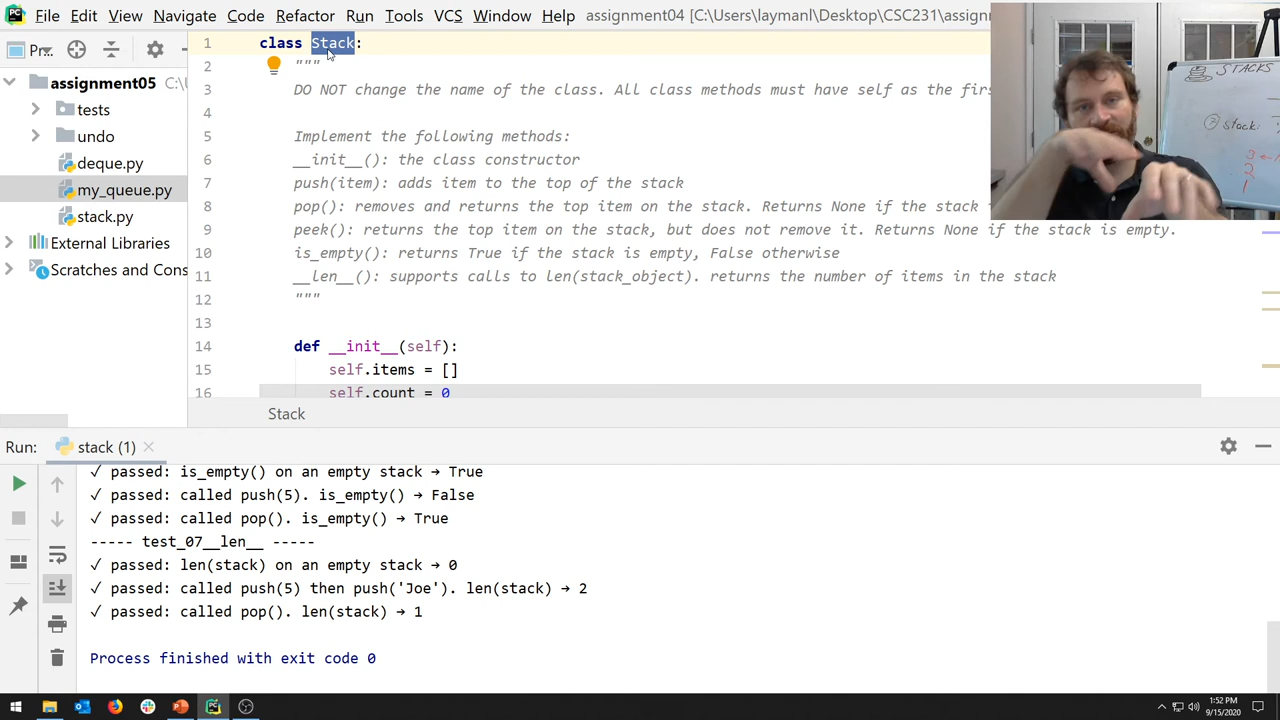 File Edit View Navigate Code Refactor Run Tools VCS Window Help assignment04 [C:\Users\laymanl\Desktop\CSC231\assignm
Pr...
assignment05 C:\U
tests
undo
deque.py
my_queue.py
stack.py
External Libraries
Scratches and Cons
1 class Stack:
2 """
3 DO NOT change the name of the class. All class methods must have self as the firs
4
5 Implement the following methods:
6 __init__(): the class constructor
7 push(item): adds item to the top of the stack
8 pop(): removes and returns the top item on the stack. Returns None if the stack
9 peek(): returns the top item on the stack, but does not remove it. Returns None if the stack is empty.
10 is_empty(): returns True if the stack is empty, False otherwise
11 __len__(): supports calls to len(stack_object). returns the number of items in the stack
12 """
13
14 def __init__(self):
15 self.items = []
16 self.count = 0
Stack
STACKS
② Stack:
3
2
1
Run: stack (1)
✓ passed: is_empty() on an empty stack → True
✓ passed: called push(5). is_empty() → False
✓ passed: called pop(). is_empty() → True
----- test_07__len__ -----
✓ passed: len(stack) on an empty stack → 0
✓ passed: called push(5) then push('Joe'). len(stack) → 2
✓ passed: called pop(). len(stack) → 1
Process finished with exit code 0
1:52 PM
9/15/2020